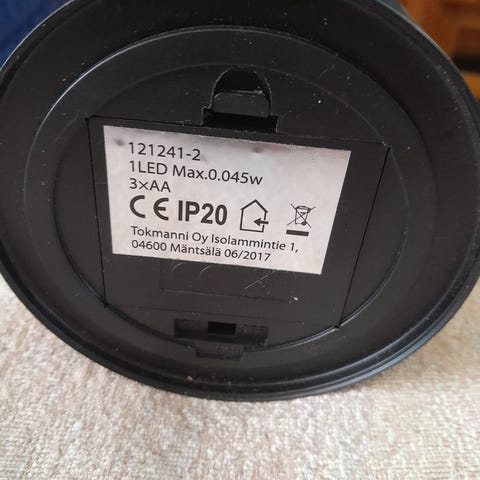 121241-2
1LED Max.0.045w
3×AA
CE IP20
Tokmanni Oy Isolammintie 1,
04600 Mäntsälä 06/2017